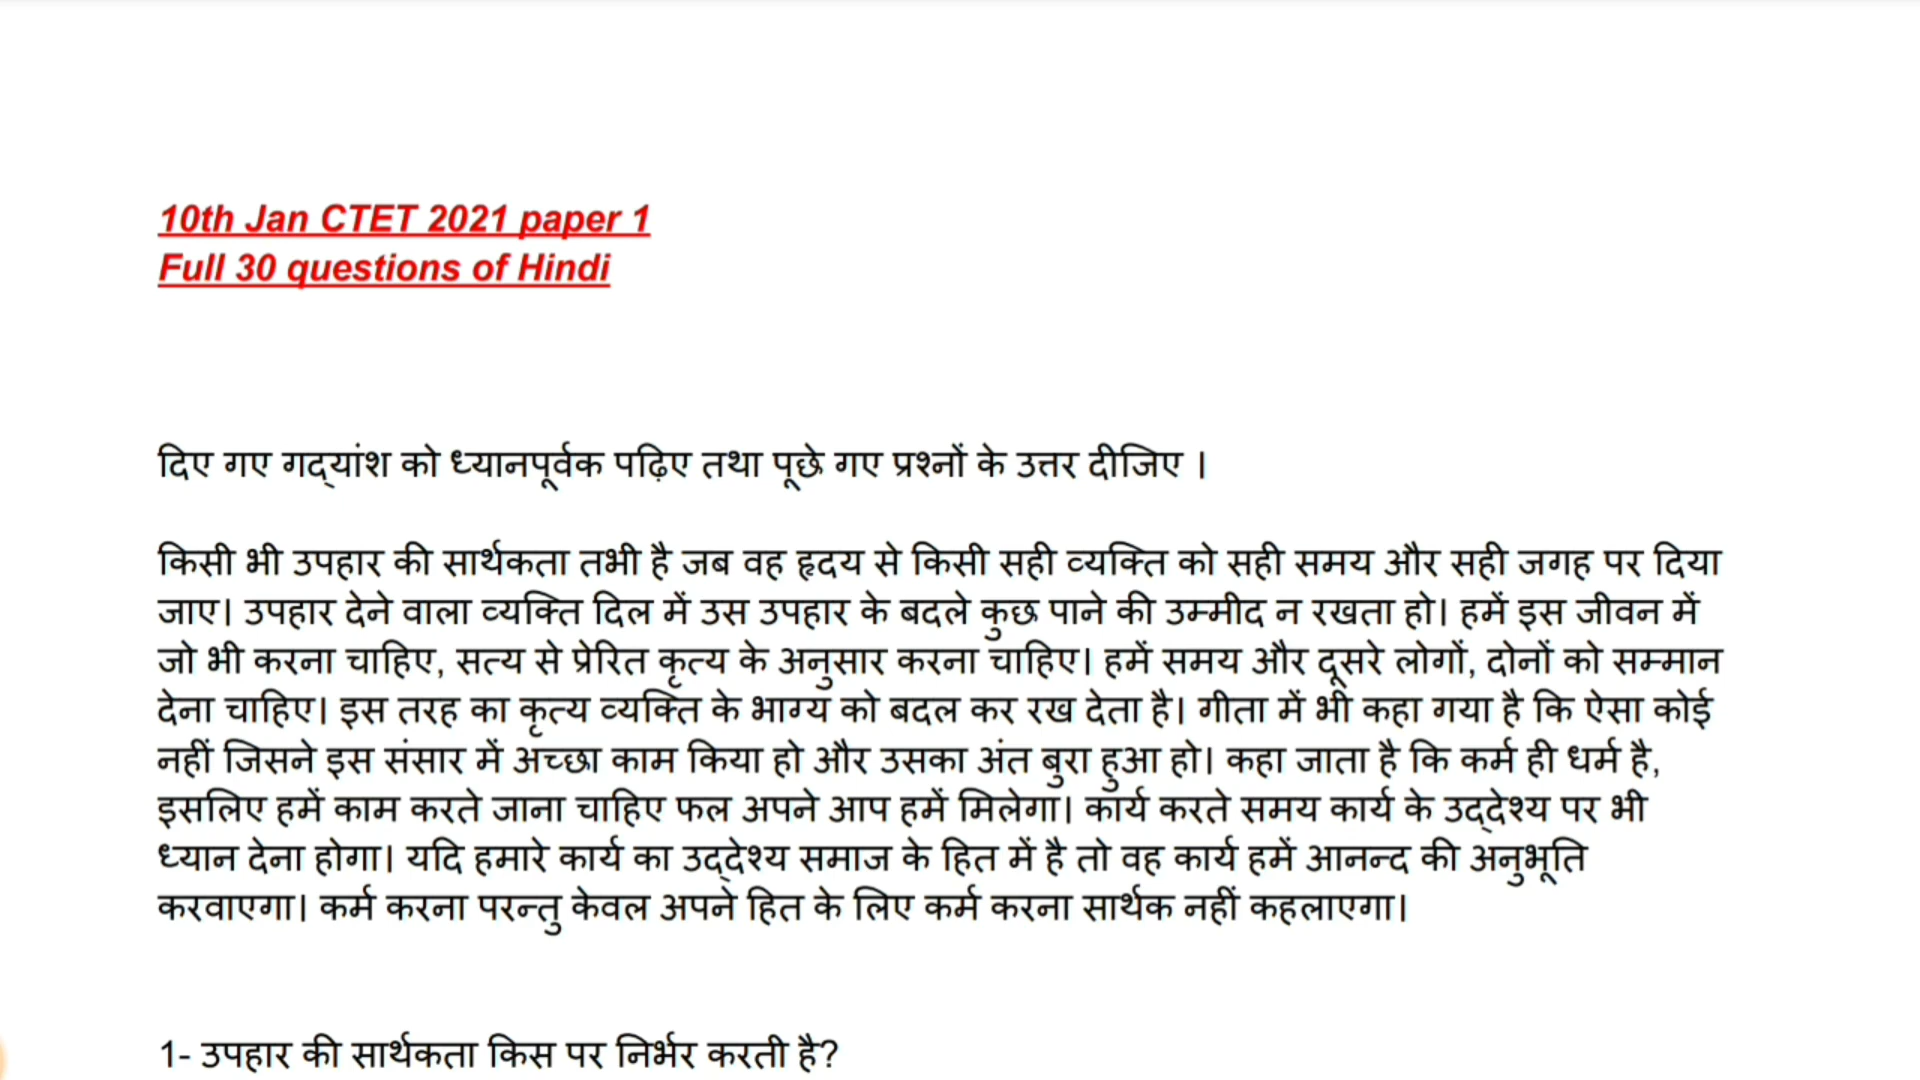 10th Jan CTET 2021 paper 1
Full 30 questions of Hindi
दिए गए गद्यांश को ध्यानपूर्वक पढ़िए तथा पूछे गए प्रश्नों के उत्तर दीजिए ।
किसी भी उपहार की सार्थकता तभी है जब वह हृदय से किसी सही व्यक्ति को सही समय और सही जगह पर दिया
जाए। उपहार देने वाला व्यक्ति दिल में उस उपहार के बदले कुछ पाने की उम्मीद न रखता हो। हमें इस जीवन में
जो भी करना चाहिए, सत्य से प्रेरित कृत्य के अनुसार करना चाहिए। हमें समय और दूसरे लोगों, दोनों को सम्मान
देना चाहिए। इस तरह का कृत्य व्यक्ति के भाग्य को बदल कर रख देता है। गीता में भी कहा गया है कि ऐसा कोई
नहीं जिसने इस संसार में अच्छा काम किया हो और उसका अंत बुरा हुआ हो। कहा जाता है कि कर्म ही धर्म है,
इसलिए हमें काम करते जाना चाहिए फल अपने आप हमें मिलेगा। कार्य करते समय कार्य के उद्देश्य पर भी
ध्यान देना होगा। यदि हमारे कार्य का उद्देश्य समाज के हित में है तो वह कार्य हमें आनन्द की अनुभूति
करवाएगा। कर्म करना परन्तु केवल अपने हित के लिए कर्म करना सार्थक नहीं कहलाएगा।
1- उपहार की सार्थकता किस पर निर्भर करती है?